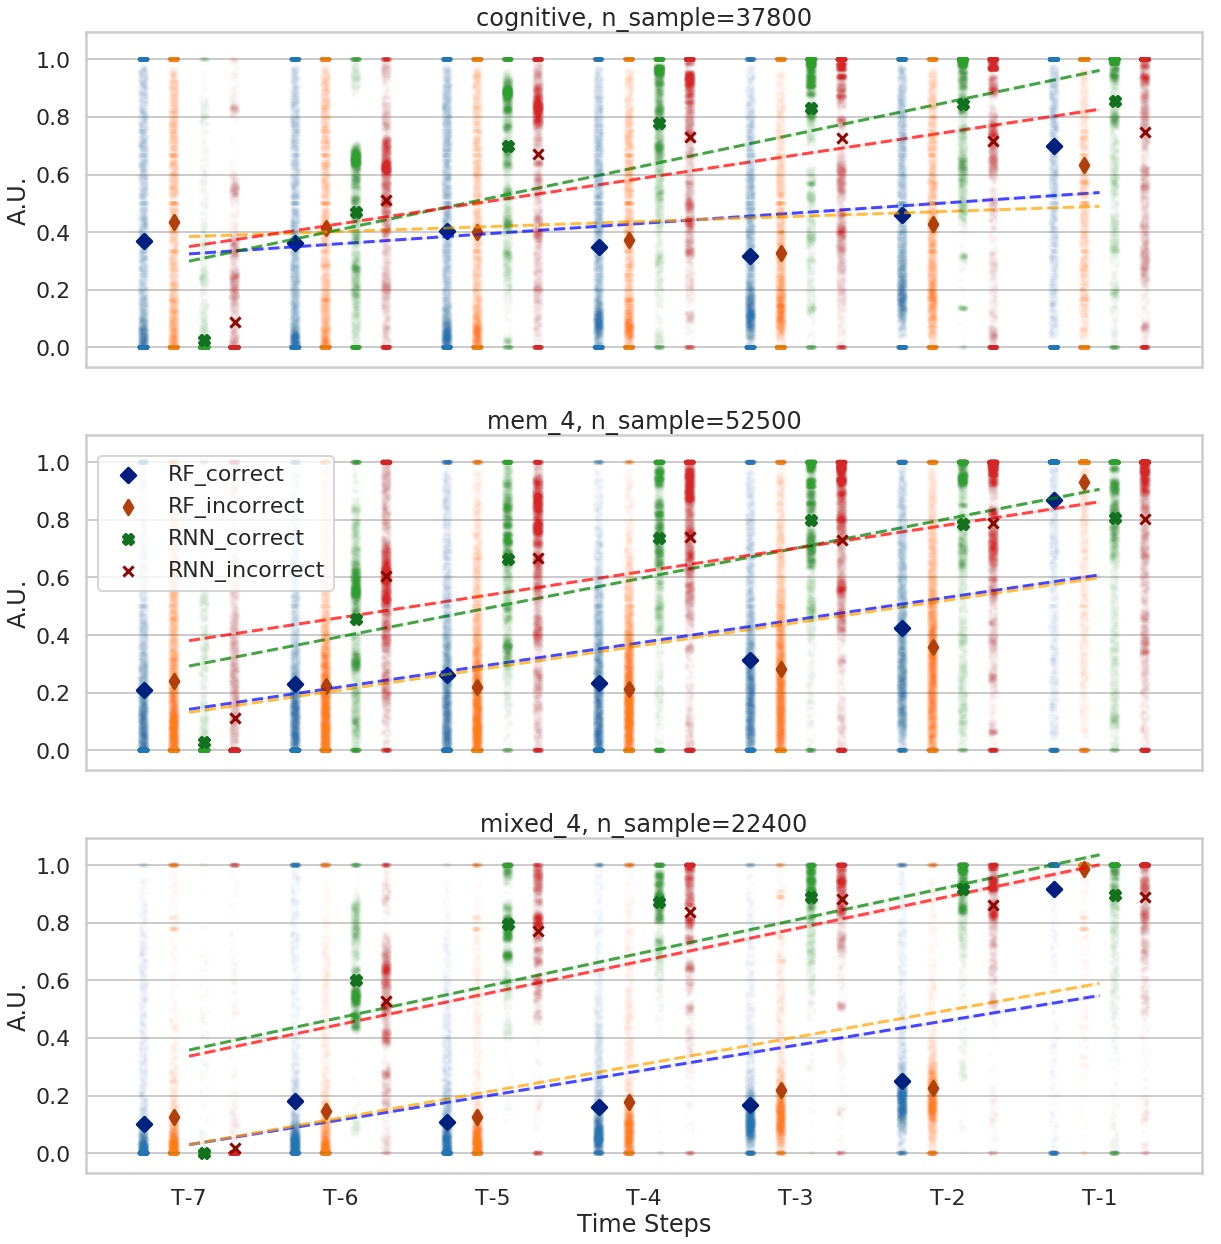 cognitive, n_sample=37800
1.0
0.8
0.6
0.4
0.2
0.0
A.U.
mem_4, n_sample=52500
1.0
0.8
0.6
0.4
0.2
0.0
A.U.
RF_correct
RF_incorrect
RNN_correct
RNN_incorrect
mixed_4, n_sample=22400
1.0
0.8
0.6
0.4
0.2
0.0
A.U.
T-7 T-6 T-5 T-4 T-3 T-2 T-1
Time Steps